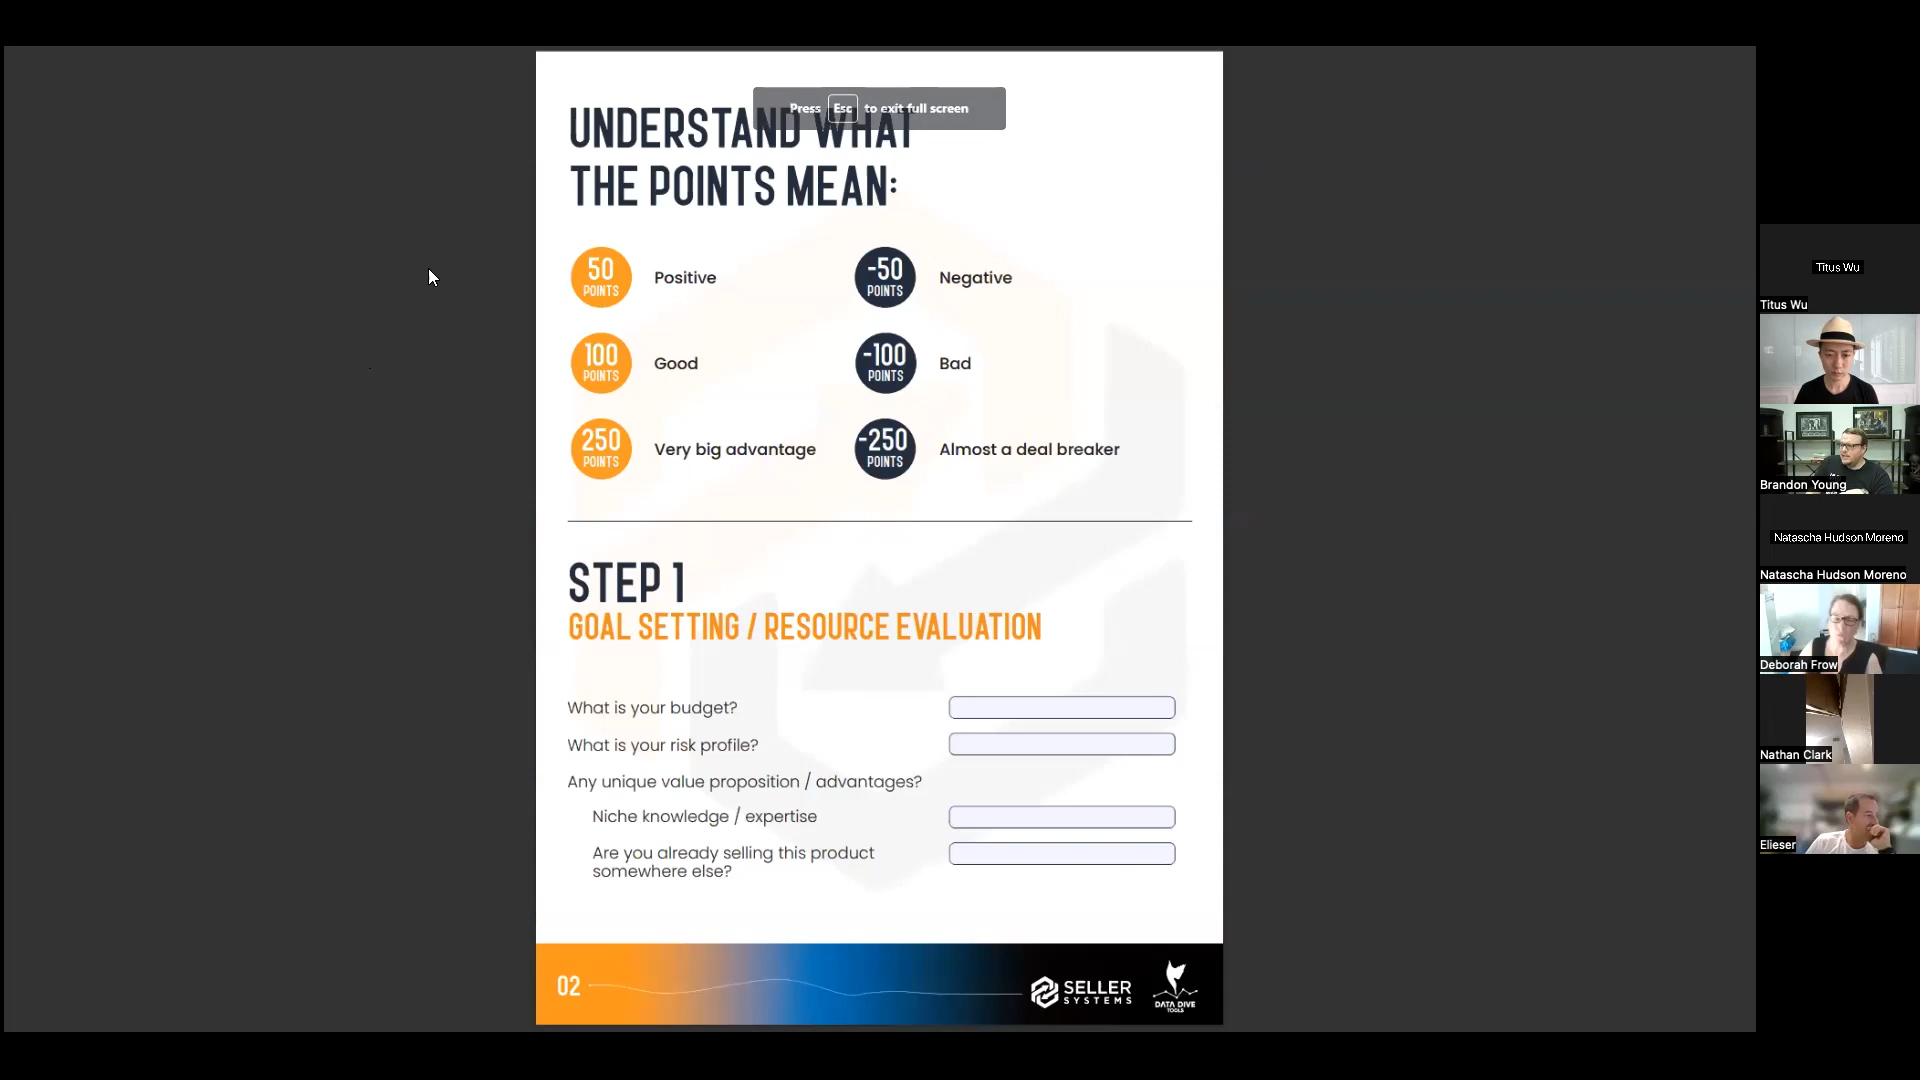 Press Esc to exit full screen
UNDERSTAND WHAT
THE POINTS MEAN:
50 POINTS Positive
-50 POINTS Negative
100 POINTS Good
-100 POINTS Bad
250 POINTS Very big advantage
-250 POINTS Almost a deal breaker
STEP 1
GOAL SETTING / RESOURCE EVALUATION
What is your budget?
What is your risk profile?
Any unique value proposition / advantages?
Niche knowledge / expertise
Are you already selling this product
somewhere else?
02
SELLER
SYSTEMS
DATA DIVE
TOOLS
Titus Wu
Titus Wu
Brandon Young
Natascha Hudson Moreno
Natascha Hudson Moreno
Deborah Frow
Nathan Clark
Elieser